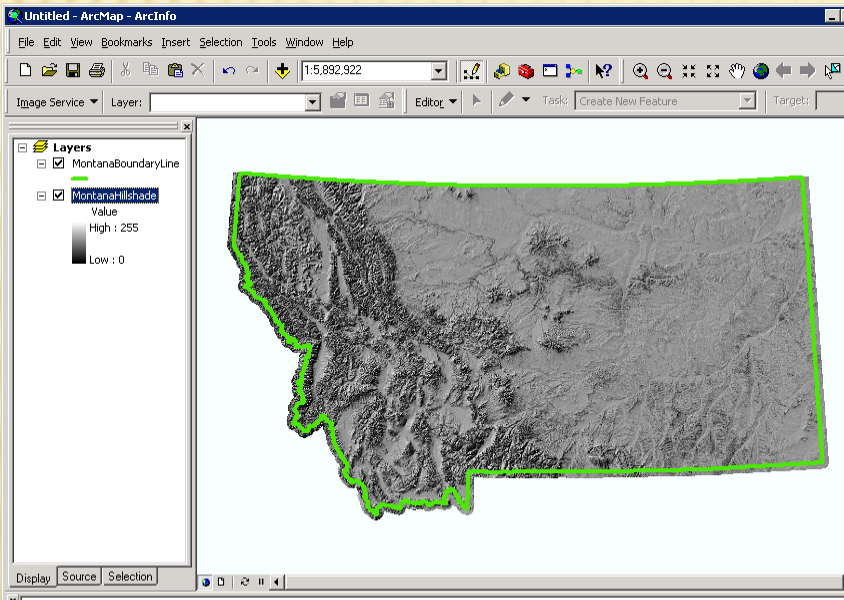 Untitled - ArcMap - ArcInfo
File Edit View Bookmarks Insert Selection Tools Window Help
1:5,892,922
Image Service Layer: Editor Task: Create New Feature Target:
Layers
MontanaBoundaryLine
MontanaHillshade
Value
High : 255
Low : 0
Display Source Selection